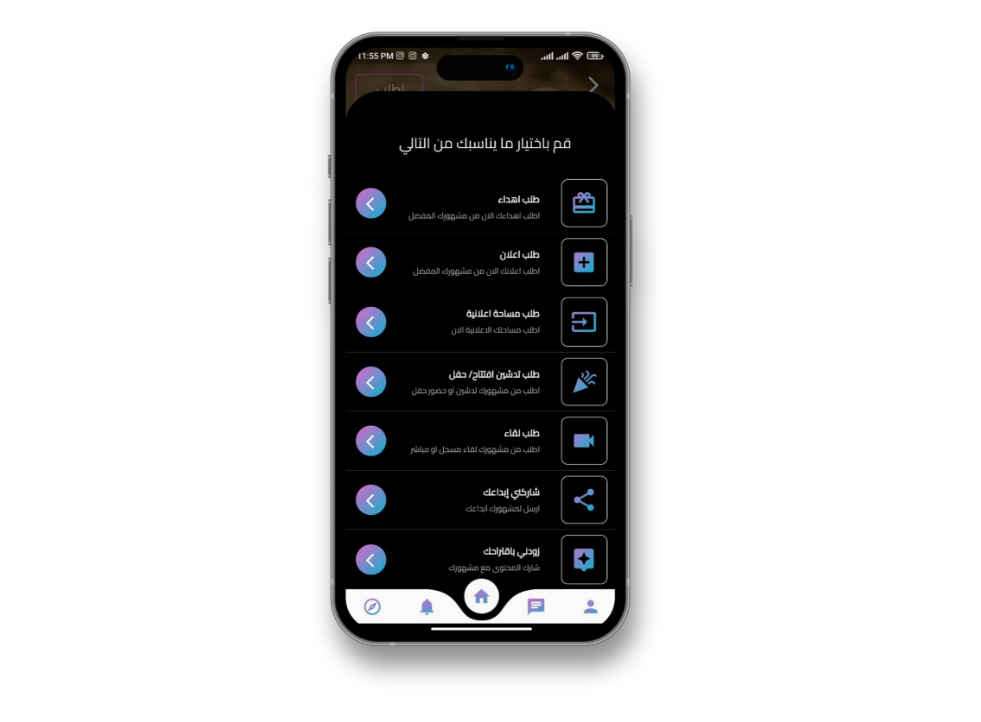 11:55 PM
اطلب
قم باختيار ما يناسبك من التالي
طلب اهداء
اطلب اهداءك الان من مشهورك المفضل
طلب اعلان
اطلب اعلانك الان من مشهورك المفضل
طلب مساحة اعلانية
اطلب مساحتك الاعلانية الان
طلب تدشين افتتاح/ حفل
اطلب من مشهورك تدشين او حضور حفل
طلب لقاء
اطلب من مشهورك لقاء مسجل او مباشر
شاركني إبداعك
ارسل لمشهورك ابداعك
زودني باقتراحك
شارك المحتوى مع مشهورك